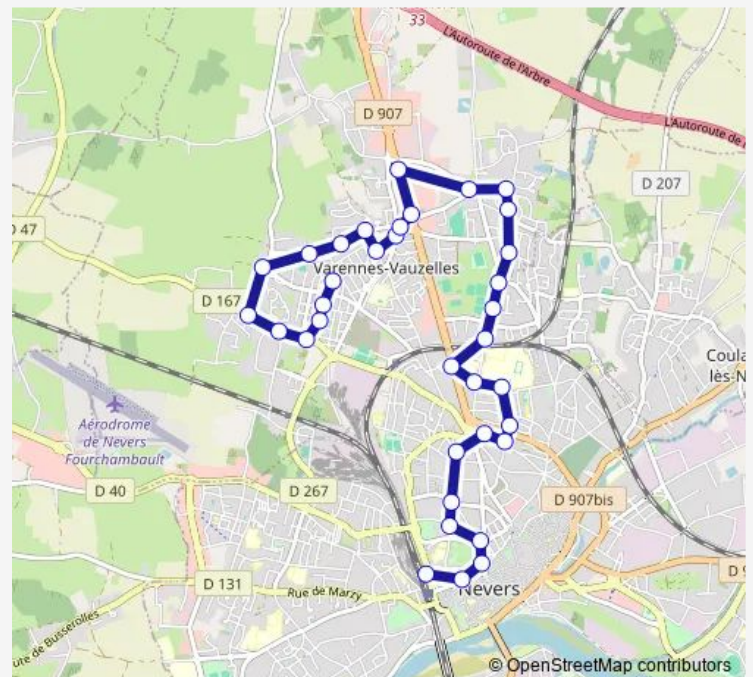 33
L'Autoroute de l'Arbre
D 907
L'Autoroute de l
D 207
D 47
Varennes-Vauzelles
D 167
Coula
lès-N
Aérodrome
de Nevers
Fourchambault
D 40
D 267
D 907bis
D 9
D 131
Rue de Marzy
Nevers
ute de Busserolles
© OpenStreetMap contributors